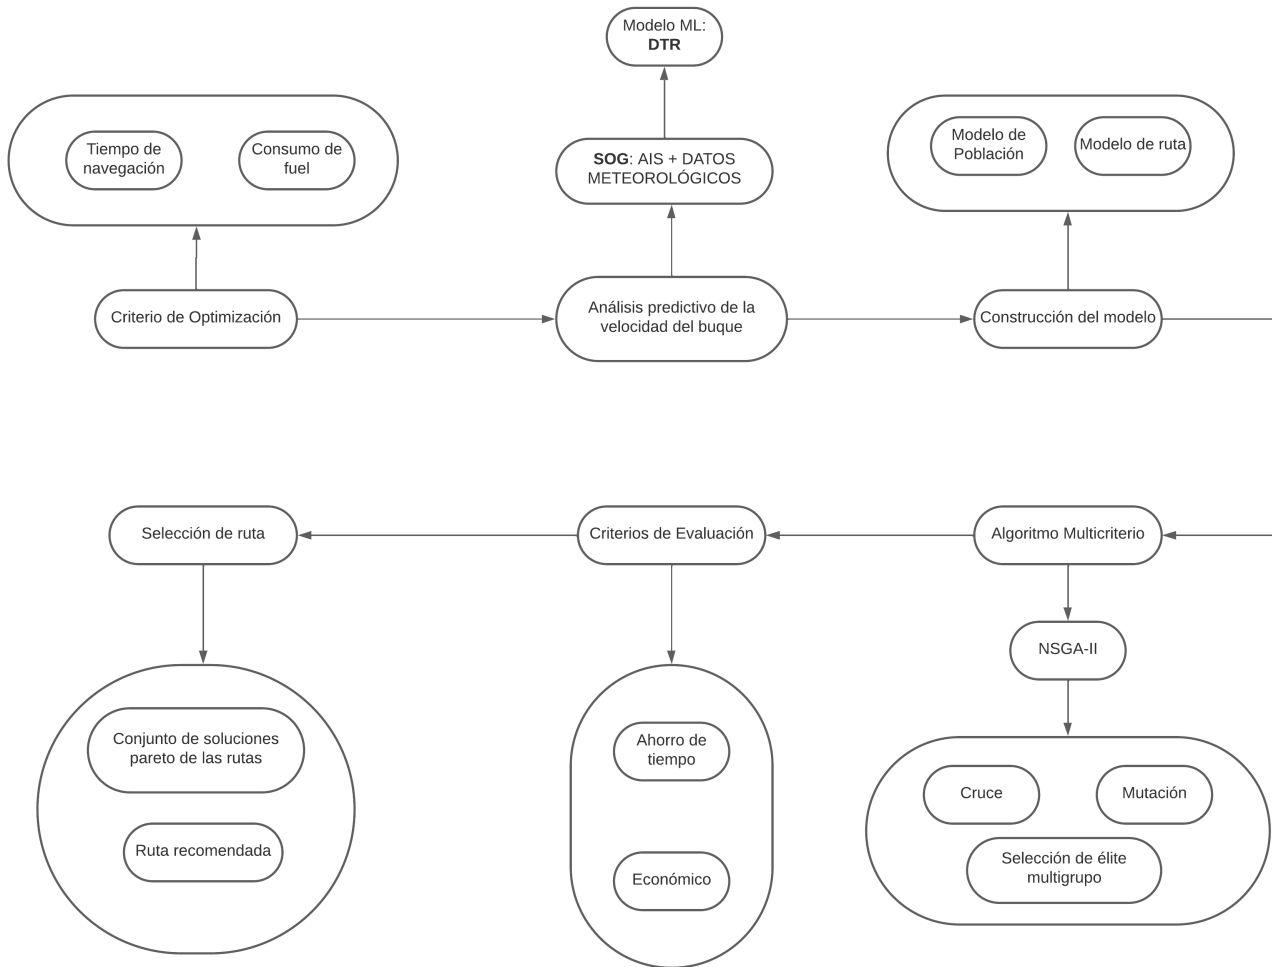 Modelo ML:
DTR
Tiempo de
navegación
Consumo de
fuel
SOG: AIS + DATOS
METEOROLÓGICOS
Modelo de
Población
Modelo de ruta
Criterio de Optimización
Análisis predictivo de la
velocidad del buque
Construcción del modelo
Selección de ruta
Criterios de Evaluación
Algoritmo Multicriterio
NSGA-II
Conjunto de soluciones
pareto de las rutas
Ruta recomendada
Ahorro de
tiempo
Económico
Cruce
Mutación
Selección de élite
multigrupo